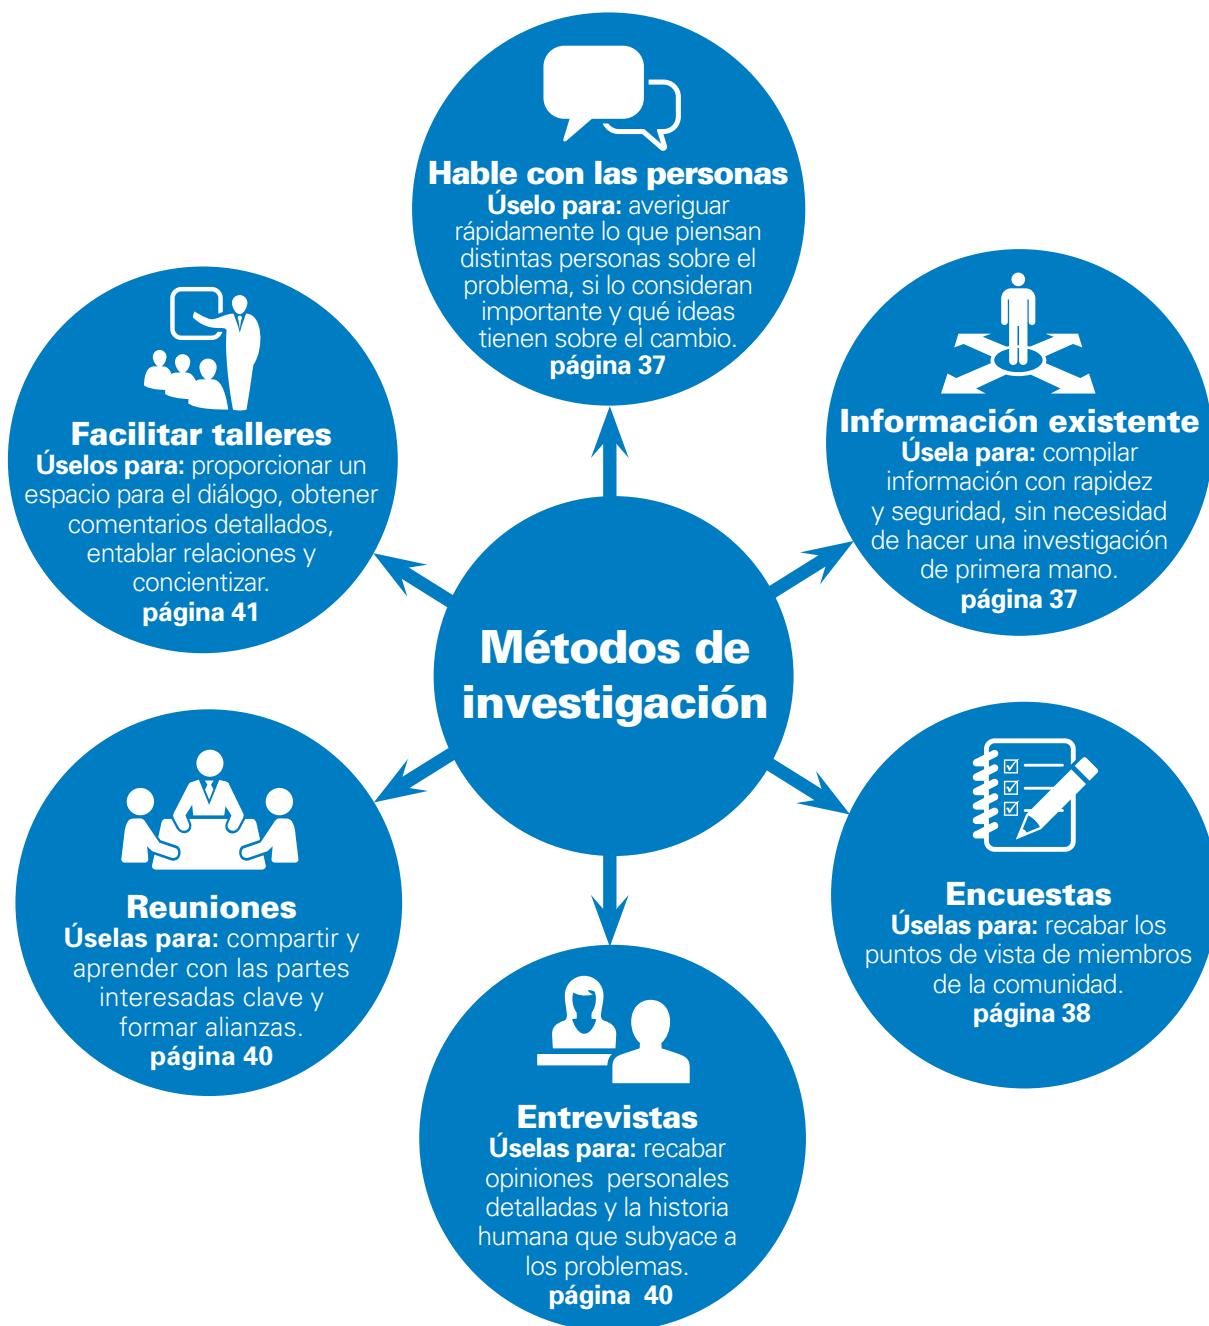 Hable con las personas
Úselo para: averiguar
rápidamente lo que piensan
distintas personas sobre el
problema, si lo consideran
importante y qué ideas
tienen sobre el cambio.
página 37
Información existente
Úsela para: compilar
información con rapidez
y seguridad, sin necesidad
de hacer una investigación
de primera mano.
página 37
Facilitar talleres
Úselos para: proporcionar un
espacio para el diálogo, obtener
comentarios detallados,
entablar relaciones y
concientizar.
página 41
Métodos de
investigación
Encuestas
Úselas para: recabar los
puntos de vista de miembros
de la comunidad.
página 38
Reuniones
Úselas para: compartir y
aprender con las partes
interesadas clave y
formar alianzas.
página 40
Entrevistas
Úselas para: recabar
opiniones personales
detalladas y la historia
humana que subyace a
los problemas.
página 40